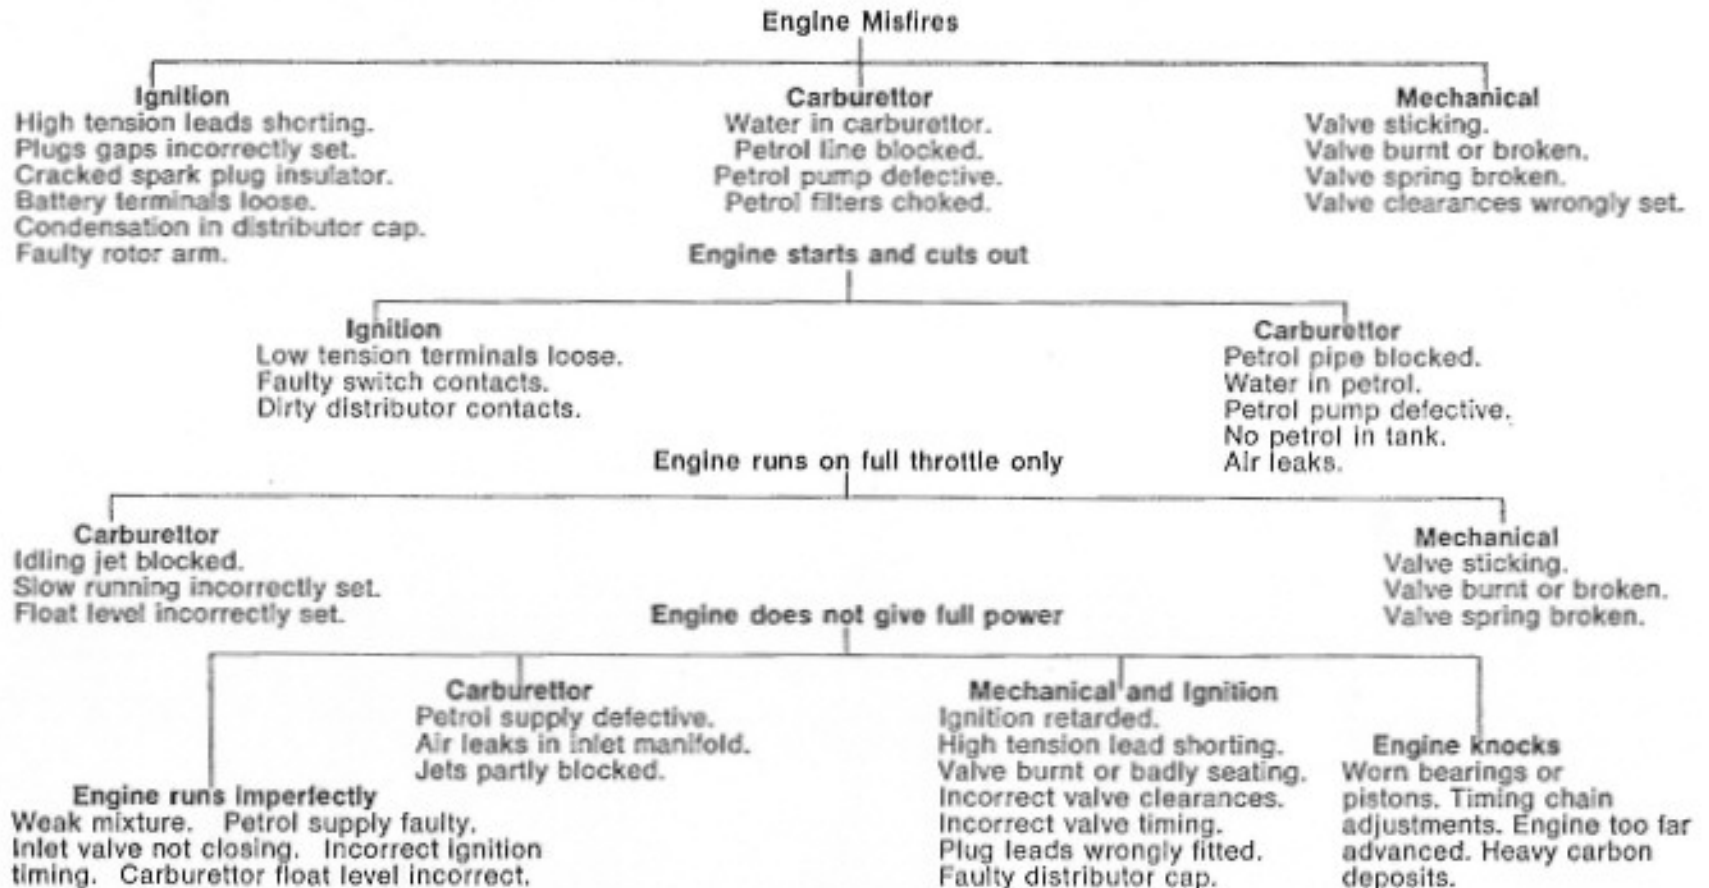 Engine Misfires
Ignition
High tension leads shorting.
Plugs gaps incorrectly set.
Cracked spark plug insulator.
Battery terminals loose.
Condensation in distributor cap.
Faulty rotor arm.
Carburettor
Water in carburettor.
Petrol line blocked.
Petrol pump defective.
Petrol filters choked.
Mechanical
Valve sticking.
Valve burnt or broken.
Valve spring broken.
Valve clearances wrongly set.
Engine starts and cuts out
Ignition
Low tension terminals loose.
Faulty switch contacts.
Dirty distributor contacts.
Carburettor
Petrol pipe blocked.
Water in petrol.
Petrol pump defective.
No petrol in tank.
Air leaks.
Engine runs on full throttle only
Carburettor
Idling jet blocked.
Slow running incorrectly set.
Float level incorrectly set.
Mechanical
Valve sticking.
Valve burnt or broken.
Valve spring broken.
Engine does not give full power
Engine runs imperfectly
Weak mixture. Petrol supply faulty.
Inlet valve not closing. Incorrect ignition
timing. Carburettor float level incorrect.
Carburettor
Petrol supply defective.
Air leaks in inlet manifold.
Jets partly blocked.
Mechanical and Ignition
Ignition retarded.
High tension lead shorting.
Valve burnt or badly seating.
Incorrect valve clearances.
Incorrect valve timing.
Plug leads wrongly fitted.
Faulty distributor cap.
Engine knocks
Worn bearings or
pistons. Timing chain
adjustments. Engine too far
advanced. Heavy carbon
deposits.